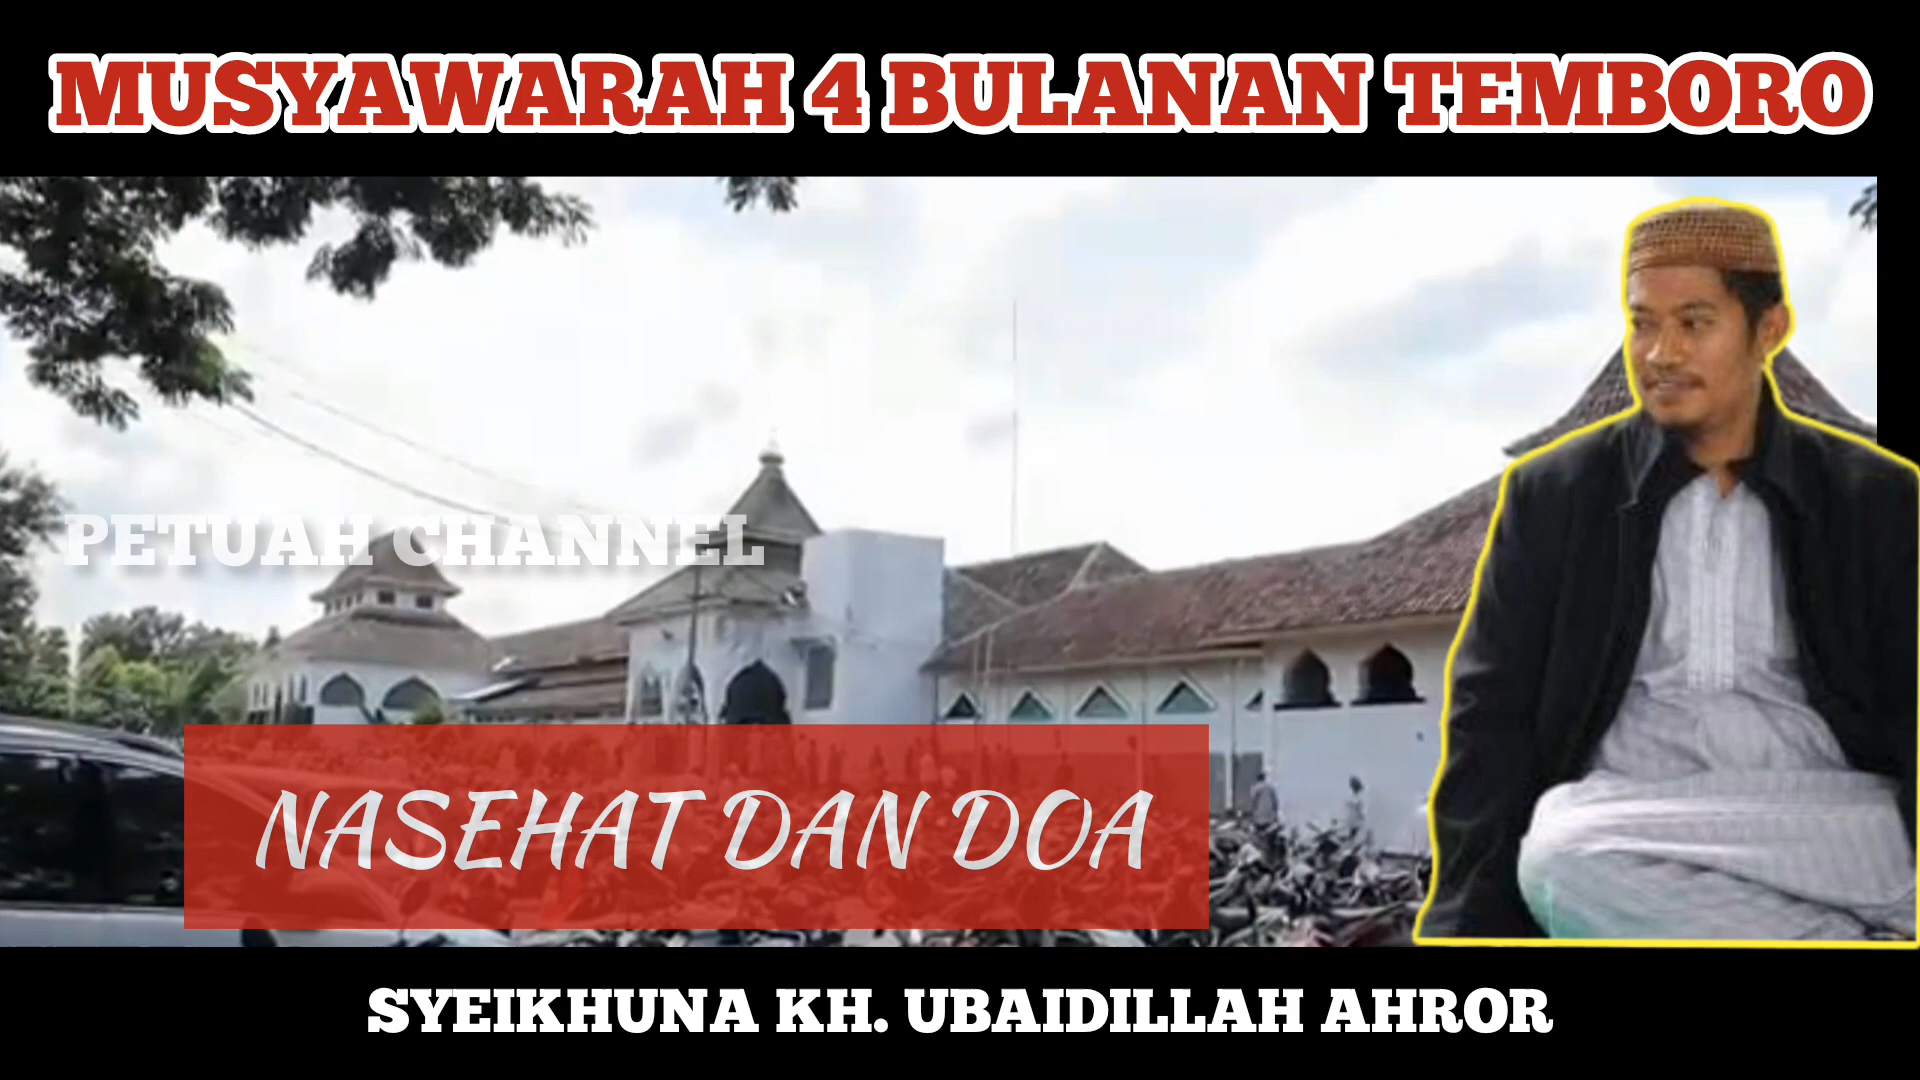 MUSYAWARAH 4 BULANAN TEMBORO
PETUAH CHANNEL
NASEHAT DAN DOA
SYEIKHUNA KH. UBAIDILLAH AHROR